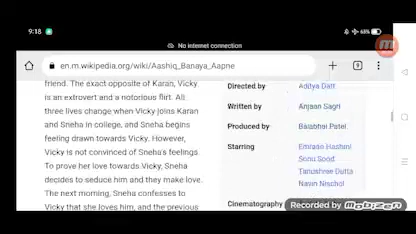 9:18
68%
No internet connection
en.m.wikipedia.org/wiki/Aashiq_Banaya_Aapne
9
friend. The exact opposite of Karan, Vicky
is an extrovert and a notorious flirt. All
three lives change when Vicky joins Karan
and Sneha in college, and Sneha begins
feeling drawn towards Vicky. However,
Vicky is not convinced of Sneha's feelings
To prove her love towards Vicky, Sneha
decides to seduce him and they make love.
The next morning, Sneha confesses to
Vicky that she loves him, and the previous
Directed by Aditya Datt
Written by Anjaan Sagri
Produced by Balabhai Patel
Starring Emraan Hashmi
Sonu Sood
Tanushree Dutta
Navin Nischol
Cinematography
Recorded by mobizen